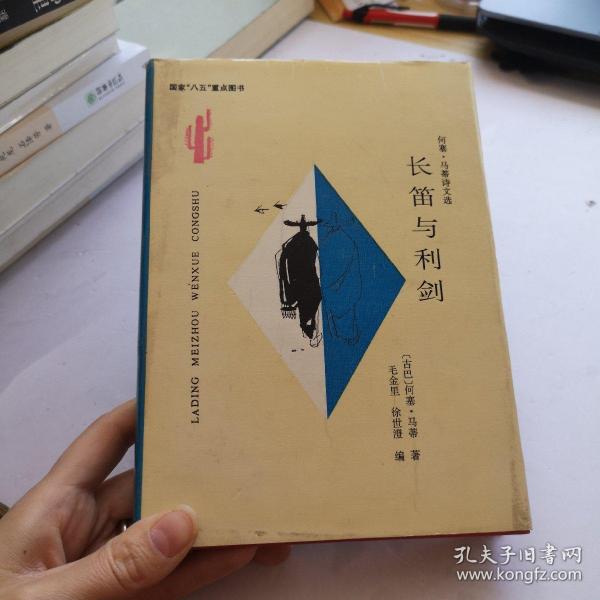 国家“八五”重点图书
何塞·马蒂诗文选
长笛与利剑
〔古巴〕何塞·马蒂 著
毛金里 徐世澄 编
LADING MEIZHOU WENXUE CONGSHU
孔夫子旧书网
www.kongfz.com